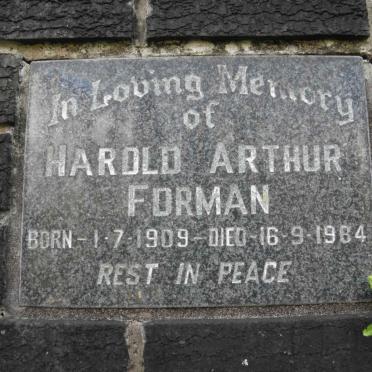 In Loving Memory
of
HAROLD ARTHUR
FORMAN
BORN-1-7-1909-DIED-16-9-1984
REST IN PEACE